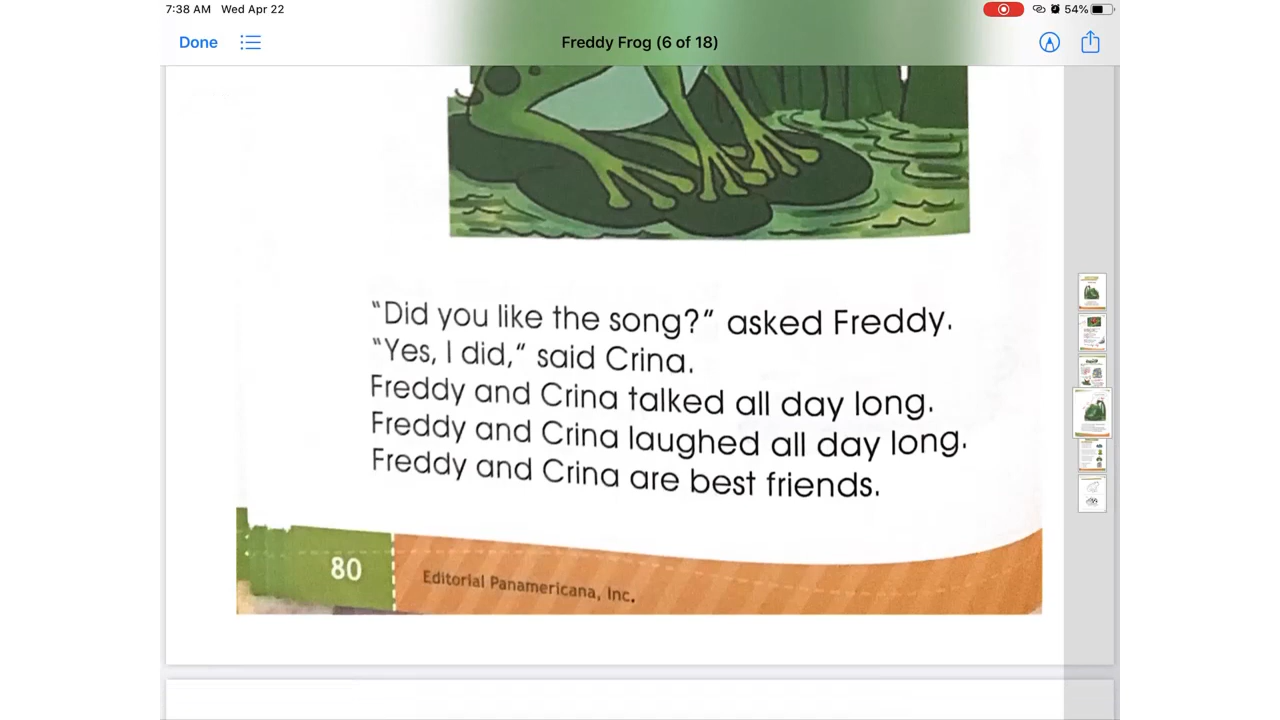 7:38 AM Wed Apr 22
54%
Done
Freddy Frog (6 of 18)
“Did you like the song?” asked Freddy.
“Yes, I did,” said Crina.
Freddy and Crina talked all day long.
Freddy and Crina laughed all day long.
Freddy and Crina are best friends.
80
Editorial Panamericana, Inc.